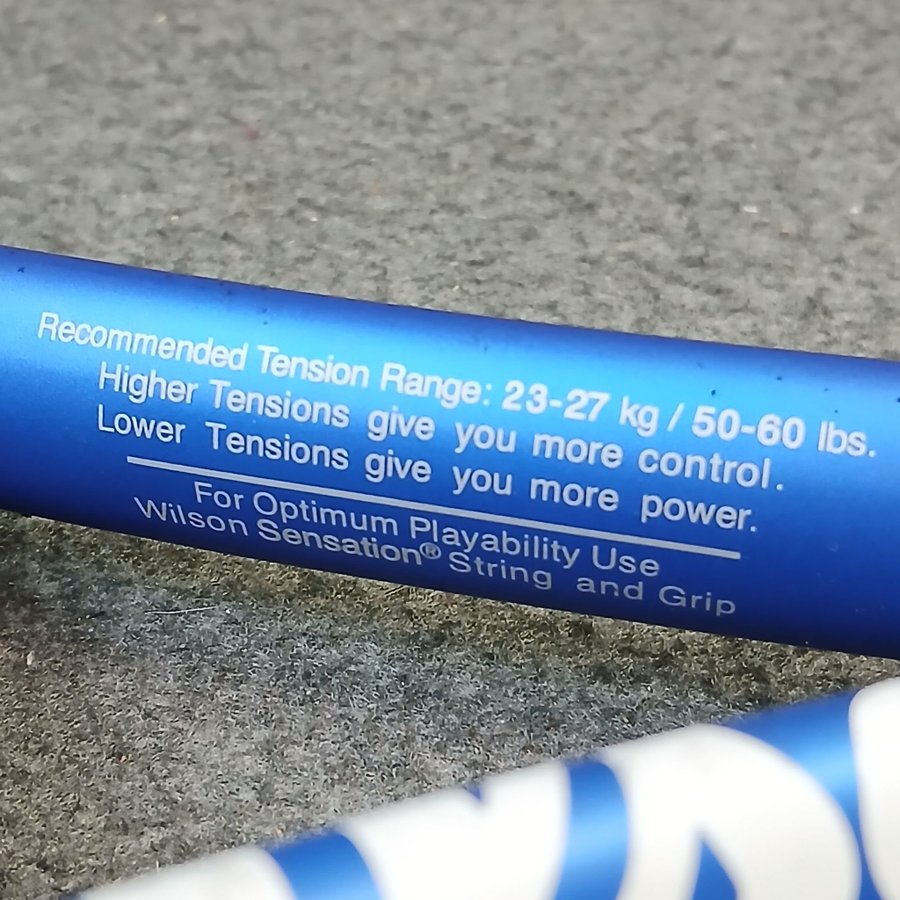 Recommended Tension Range: 23-27 kg / 50-60 lbs.
Higher Tensions give you more control.
Lower Tensions give you more power.
For Optimum Playability Use
Wilson Sensation® String and Grip